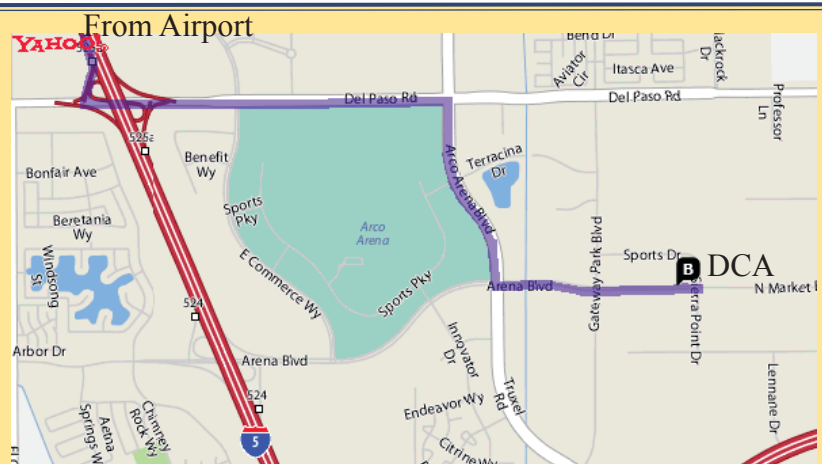 From Airport
YAHOO!
Bend Dr
Aviator
Cir
Itasca Ave
Dr
Del Paso Rd
Del Paso Rd
Professor
Ln
Benefit
Wy
Bonfair Ave
Terracina
Dr
Arco Arena Blvd
Sports
Pky
Beretania
Wy
Arco
Arena
Windsong
St
E Commerce Wy
Sports Pky
Gateway Park Blvd
Sports Dr
B
DCA
Arena Blvd
N Market
Sierra Point Dr
524
Arbor Dr
Arena Blvd
Innovator
Dr
Truxel
Rd
Lennane Dr
524
Endeavor Wy
Aetna
Springs W
Chimney
Rock Wy
5
Citrine Wy